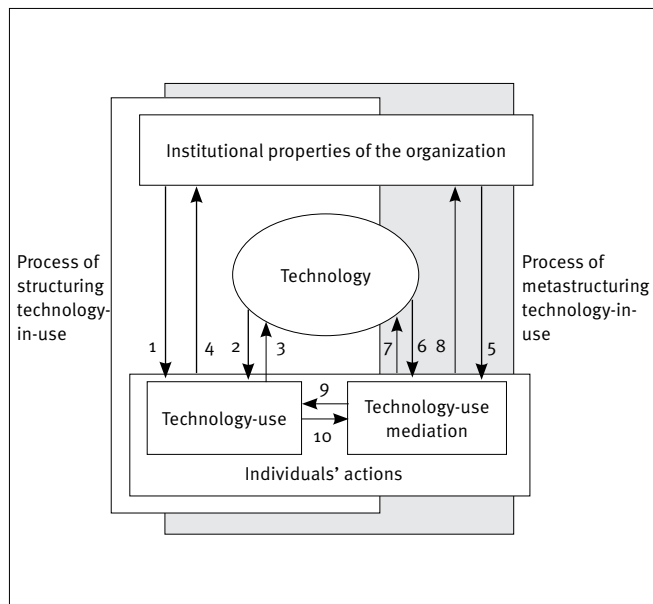 Institutional properties of the organization
Process of
structuring
technology-
in-use
Technology
Process of
metastructuring
technology-in-
use
1
4
2
3
7
6
8
5
Technology-use
9
10
Technology-use
mediation
Individuals’ actions